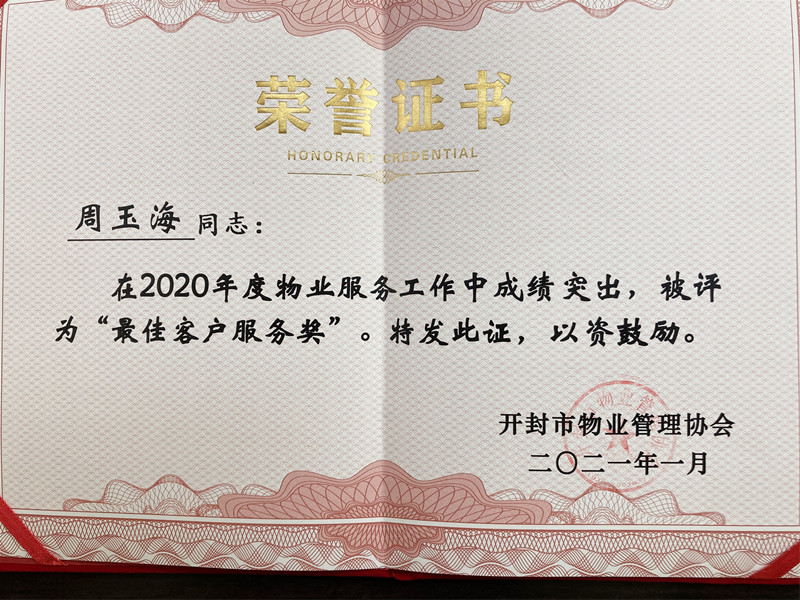 荣誉证书
HONORARY CREDENTIAL
周玉海同志：
在2020年度物业服务工作中成绩突出，被评
为“最佳客户服务奖”。特发此证，以资鼓励。
开封市物业管理协会
二〇二一年一月